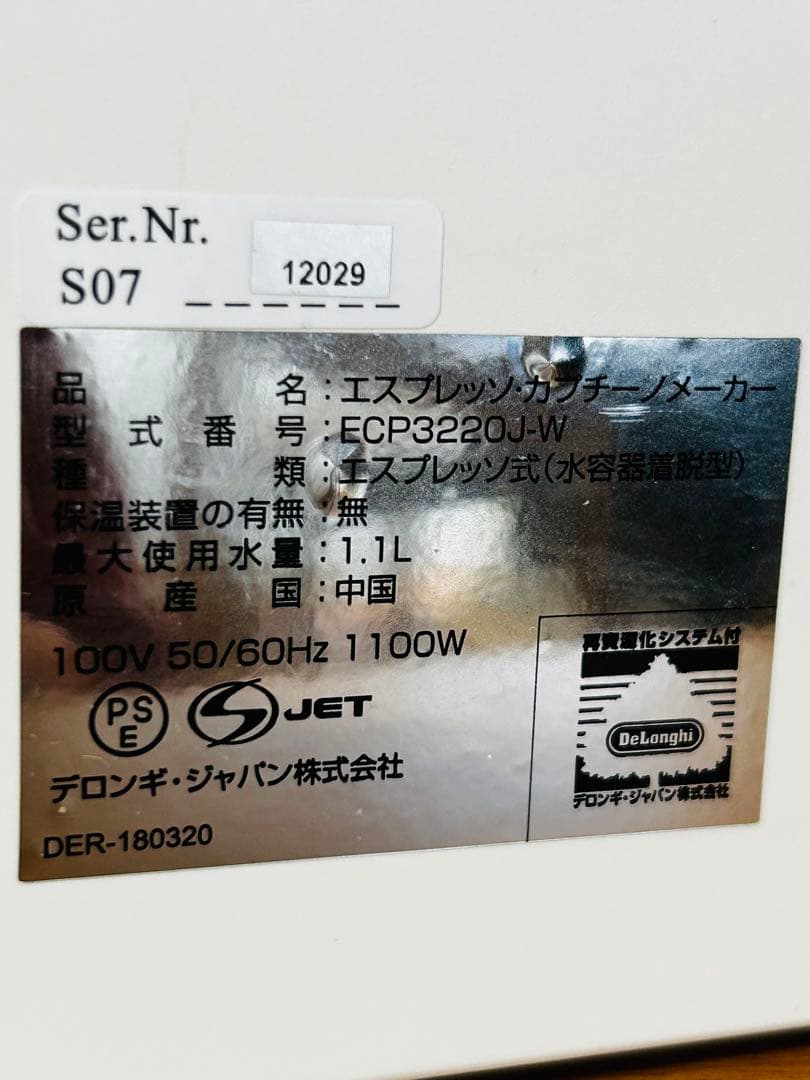 Ser.Nr.
S07 12029
品名:エスプレッソ・カプチーノメーカー
型式番号:ECP3220J-W
種類:エスプレッソ式(水容器着脱型)
保温装置の有無:無
最大使用水量:1.1L
原産国:中国
100V 50/60Hz 1100W
PSE JET
デロンギ・ジャパン株式会社
DER-180320
再資源化システム付
DeLonghi
デロンギ・ジャパン株式会社